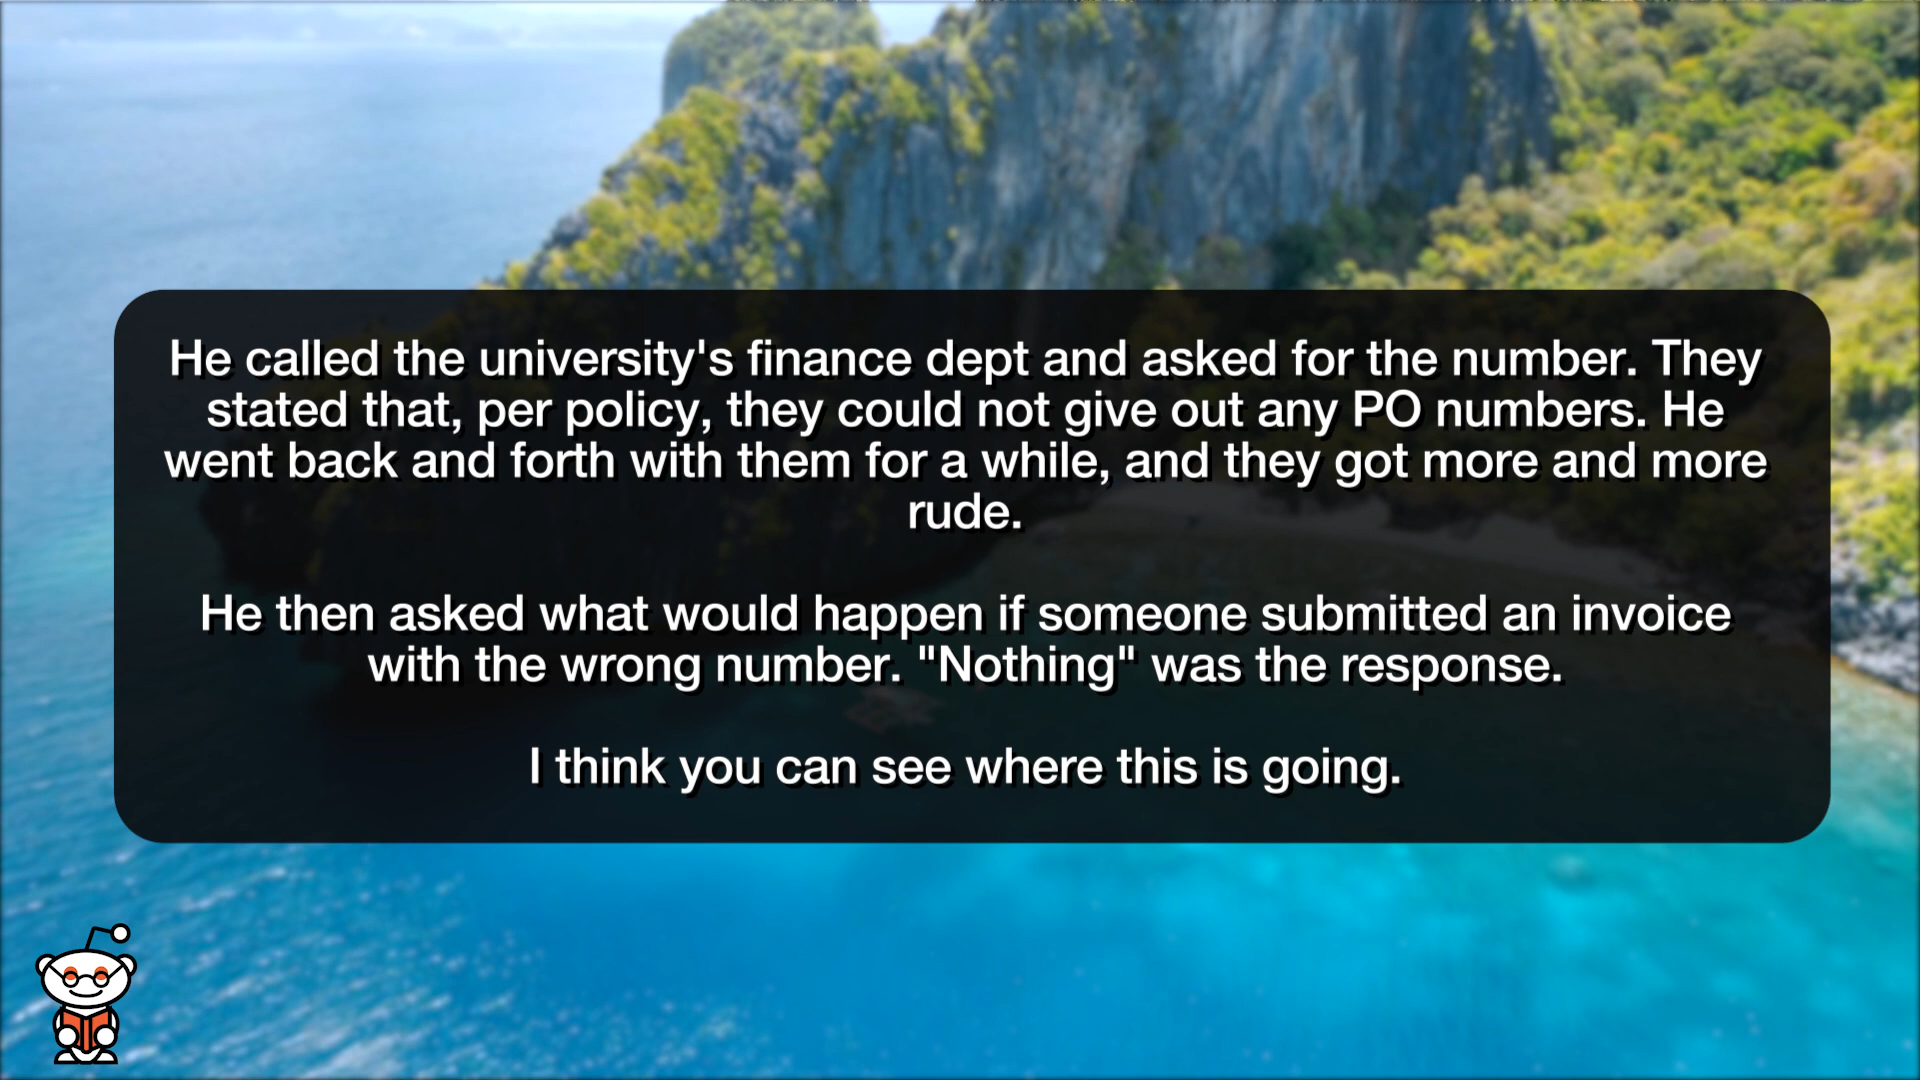 He called the university's finance dept and asked for the number. They
stated that, per policy, they could not give out any PO numbers. He
went back and forth with them for a while, and they got more and more
rude.
He then asked what would happen if someone submitted an invoice
with the wrong number. "Nothing" was the response.
I think you can see where this is going.